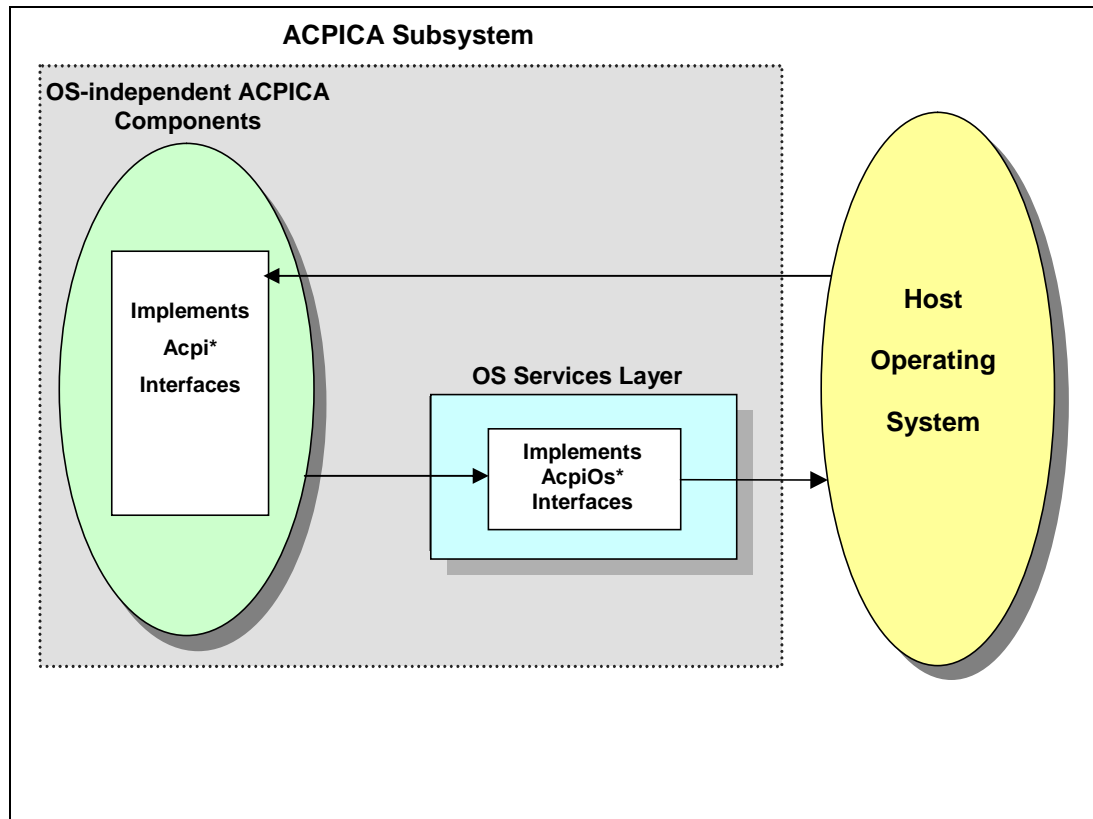 ACPICA Subsystem
OS-independent ACPICA
Components
Implements
Acpi*
Interfaces
OS Services Layer
Implements
AcpiOs*
Interfaces
Host
Operating
System